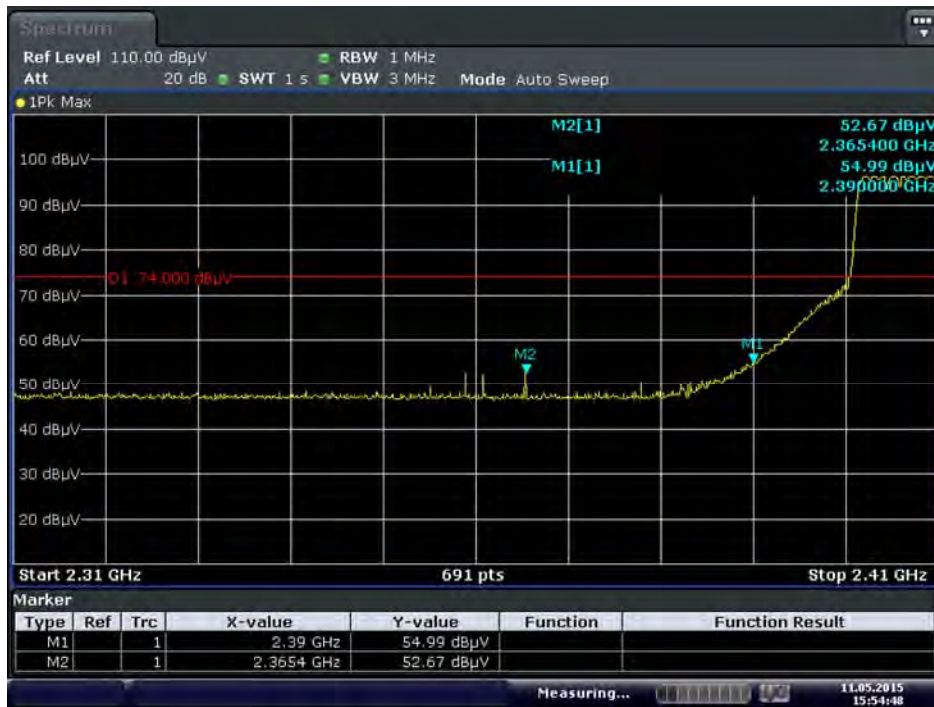 Spectrum
Ref Level 110.00 dBµV RBW 1 MHz
Att 20 dB SWT 1 s VBW 3 MHz Mode Auto Sweep
1Pk Max
M2[1] 52.67 dBµV
2.365400 GHz
M1[1] 54.99 dBµV
2.390000 GHz
100 dBµV
90 dBµV
80 dBµV
D1 74.000 dBµV
70 dBµV
60 dBµV
M1
M2
50 dBµV
40 dBµV
30 dBµV
20 dBµV
Start 2.31 GHz 691 pts Stop 2.41 GHz
Marker
Type Ref Trc X-value Y-value Function Function Result
M1 1 2.39 GHz 54.99 dBµV
M2 1 2.3654 GHz 52.67 dBµV
Measuring... 11.05.2015
15:54:48